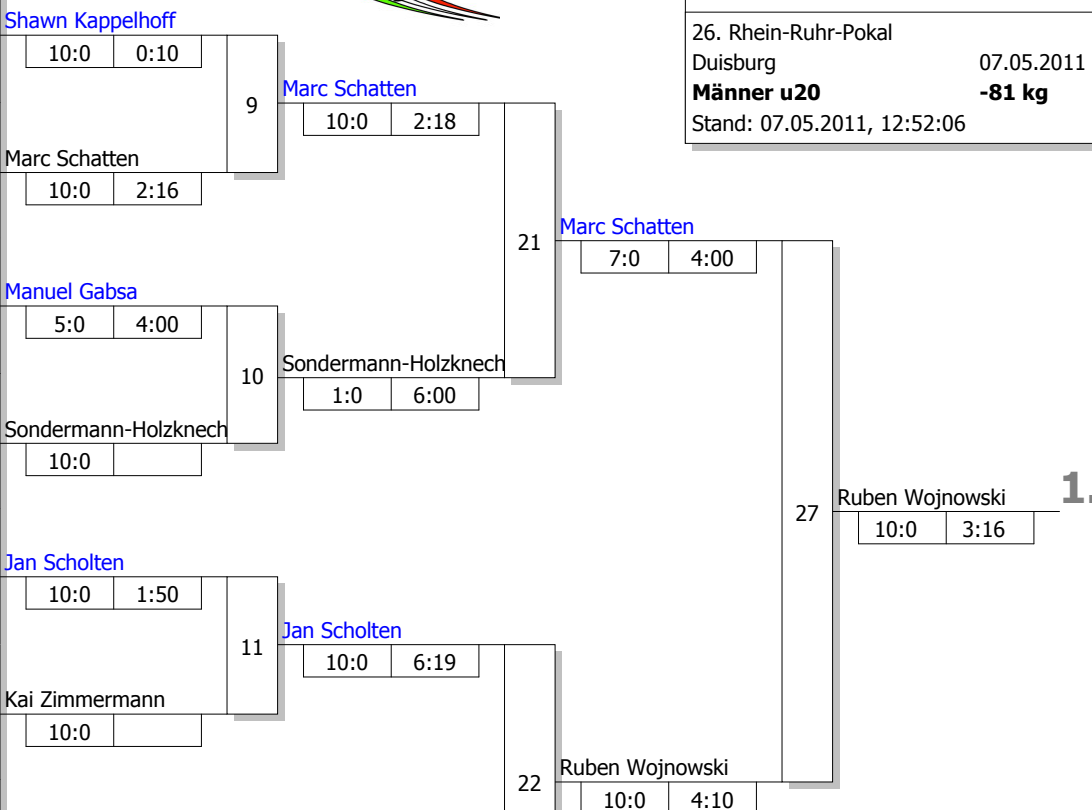 26. Rhein-Ruhr-Pokal
Duisburg 07.05.2011
Männer u20 -81 kg
Stand: 07.05.2011, 12:52:06
Shawn Kappelhoff
10:0 0:10
9
Marc Schatten
10:0 2:18
Marc Schatten
10:0 2:16
21
Marc Schatten
7:0 4:00
Manuel Gabsa
5:0 4:00
10
Sondermann-Holzknech
1:0 6:00
Sondermann-Holzknech
10:0
27
Ruben Wojnowski
10:0 3:16
1.
Jan Scholten
10:0 1:50
11
Jan Scholten
10:0 6:19
Kai Zimmermann
10:0
22
Ruben Wojnowski
10:0 4:10